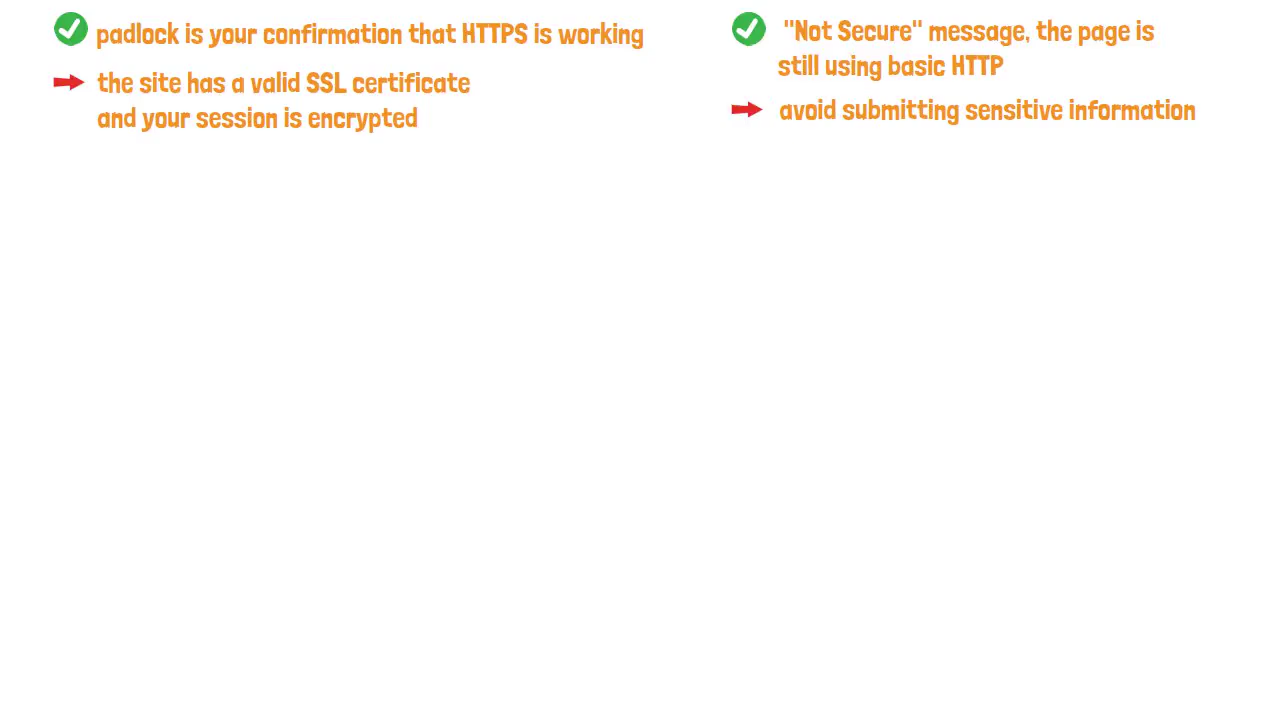 padlock is your confirmation that HTTPS is working
the site has a valid SSL certificate
and your session is encrypted
"Not Secure" message, the page is
still using basic HTTP
avoid submitting sensitive information